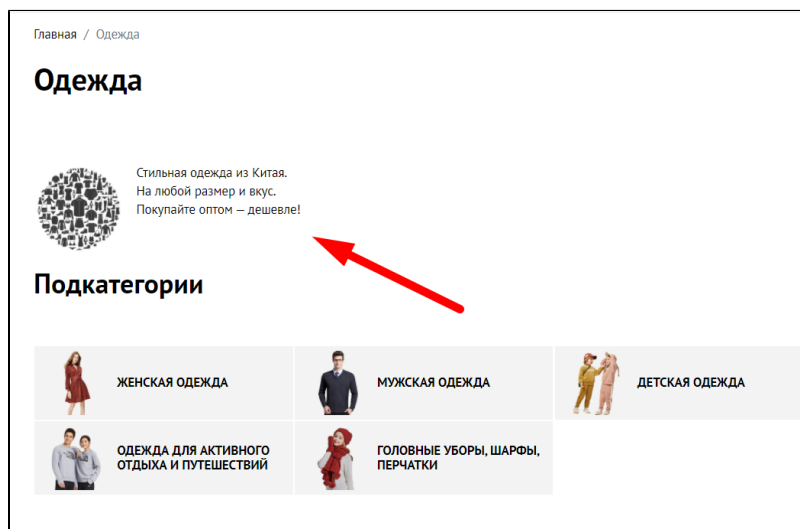 Главная / Одежда
Одежда
Стильная одежда из Китая.
На любой размер и вкус.
Покупайте оптом — дешевле!
Подкатегории
ЖЕНСКАЯ ОДЕЖДА
МУЖСКАЯ ОДЕЖДА
ДЕТСКАЯ ОДЕЖДА
ОДЕЖДА ДЛЯ АКТИВНОГО
ОТДЫХА И ПУТЕШЕСТВИЙ
ГОЛОВНЫЕ УБОРЫ, ШАРФЫ,
ПЕРЧАТКИ